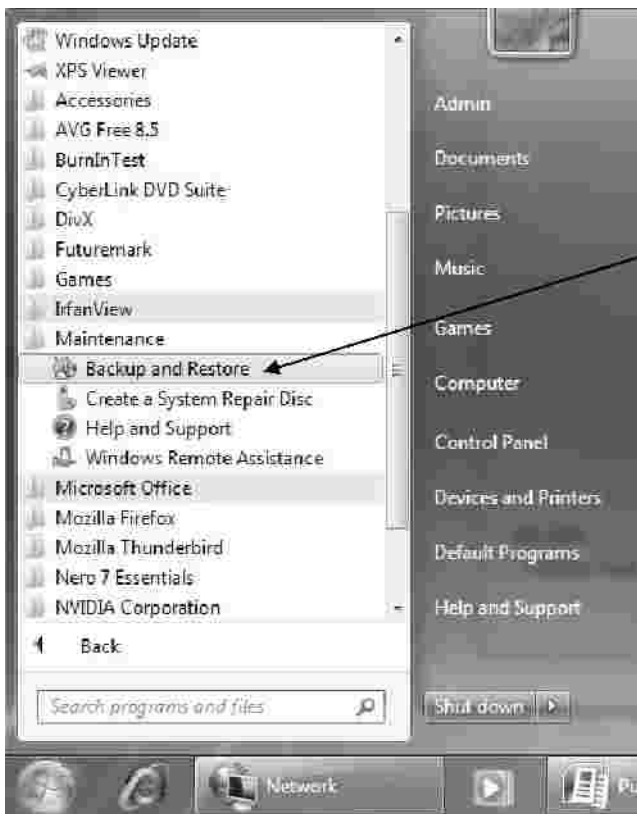 Windows Update
XPS Viewer
Accessories
AVG Free 8.5
BurnInTest
CyberLink DVD Suite
DivX
Futuremark
Games
IrfanView
Maintenance
Backup and Restore
Create a System Repair Disc
Help and Support
Windows Remote Assistance
Microsoft Office
Mozilla Firefox
Mozilla Thunderbird
Nero 7 Essentials
NVIDIA Corporation
Back
Search programs and files
Admin
Documents
Pictures
Music
Games
Computer
Control Panel
Devices and Printers
Default Programs
Help and Support
Shut down
Network
Pu